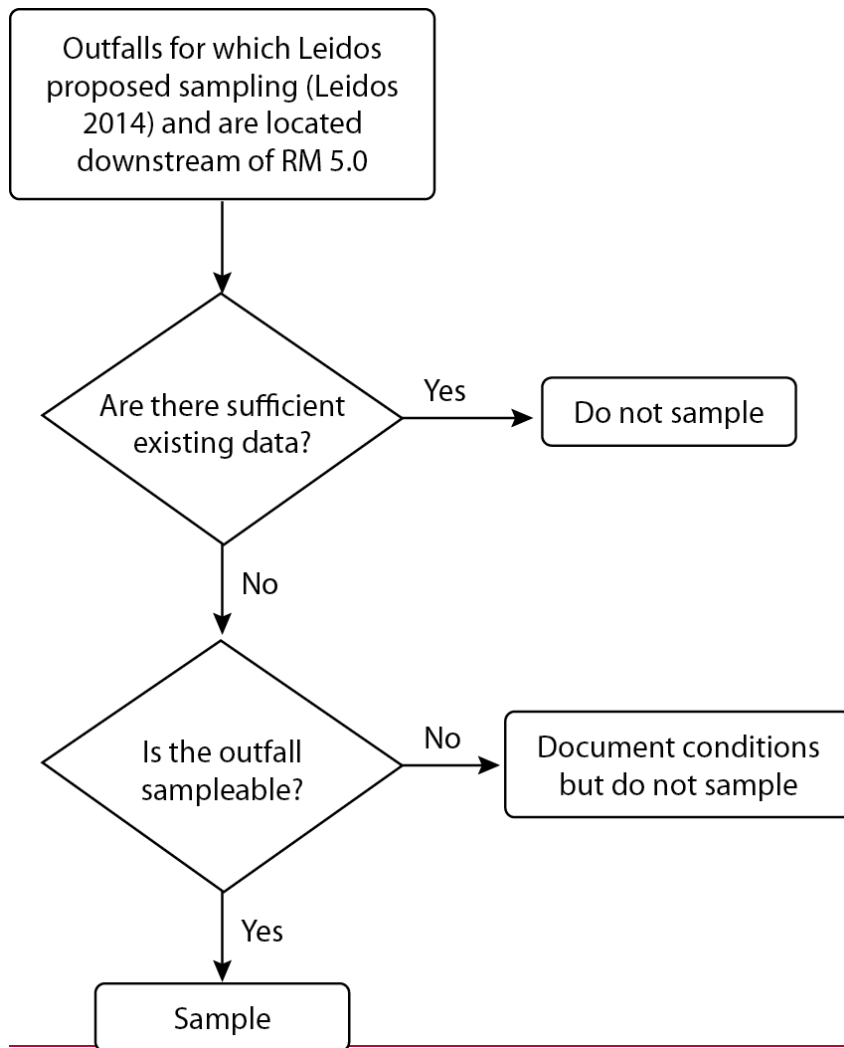 Outfalls for which Leidos
proposed sampling (Leidos
2014) and are located
downstream of RM 5.0
Are there sufficient
existing data?
Yes
Do not sample
No
Is the outfall
sampleable?
No
Document conditions
but do not sample
Yes
Sample